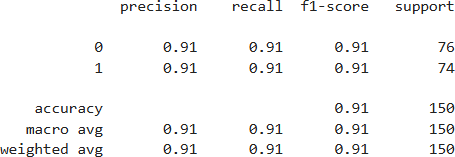 precision recall f1-score support
0 0.91 0.91 0.91 76
1 0.91 0.91 0.91 74
accuracy 0.91 150
macro avg 0.91 0.91 0.91 150
weighted avg 0.91 0.91 0.91 150